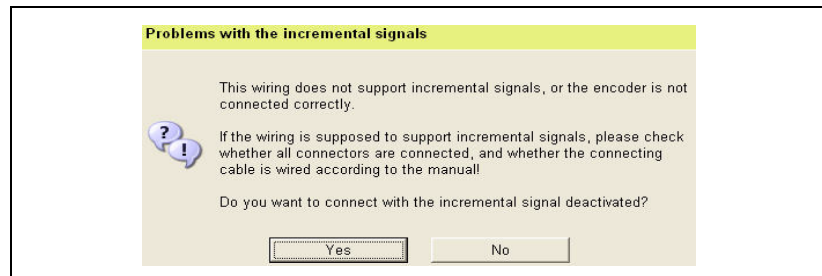 Problems with the incremental signals
This wiring does not support incremental signals, or the encoder is not
connected correctly.
If the wiring is supposed to support incremental signals, please check
whether all connectors are connected, and whether the connecting
cable is wired according to the manual!
Do you want to connect with the incremental signal deactivated?
Yes No